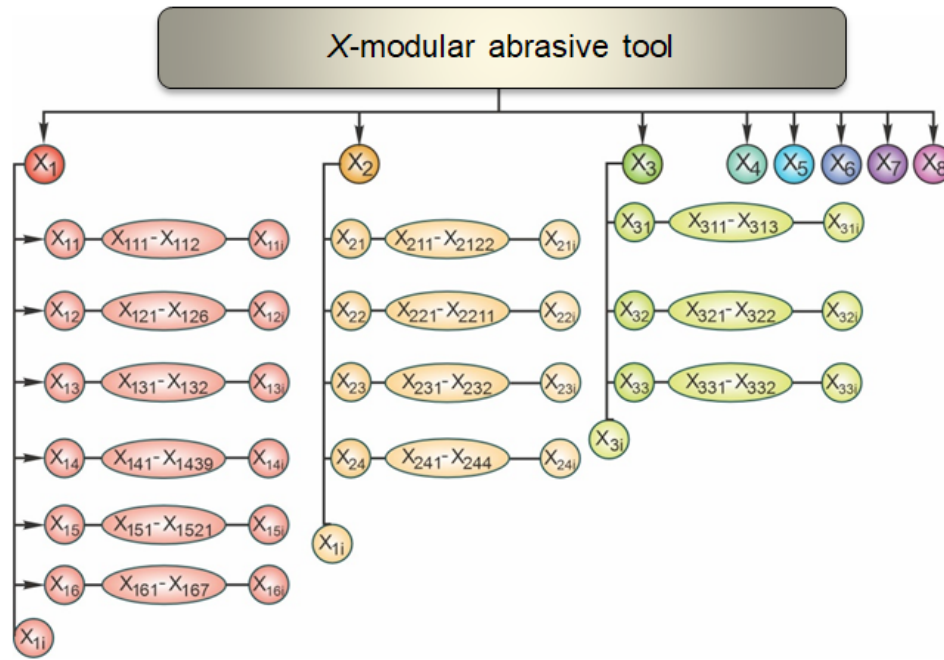 X-modular abrasive tool
X₁ X₂ X₃ X₄ X₅ X₆ X₇ X₈
X₁₁ X₁₁₁-X₁₁₂ X₁₁ᵢ X₂₁ X₂₁₁-X₂₁₂₂ X₂₁ᵢ X₃₁ X₃₁₁-X₃₁₃ X₃₁ᵢ
X₁₂ X₁₂₁-X₁₂₆ X₁₂ᵢ X₂₂ X₂₂₁-X₂₂₁₁ X₂₂ᵢ X₃₂ X₃₂₁-X₃₂₂ X₃₂ᵢ
X₁₃ X₁₃₁-X₁₃₂ X₁₃ᵢ X₂₃ X₂₃₁-X₂₃₂ X₂₃ᵢ X₃₃ X₃₃₁-X₃₃₂ X₃₃ᵢ
X₃ᵢ
X₁₄ X₁₄₁-X₁₄₃₉ X₁₄ᵢ X₂₄ X₂₄₁-X₂₄₄ X₂₄ᵢ
X₁₅ X₁₅₁-X₁₅₂₁ X₁₅ᵢ
X₁ᵢ
X₁₆ X₁₆₁-X₁₆₇ X₁₆ᵢ
X₁ᵢ